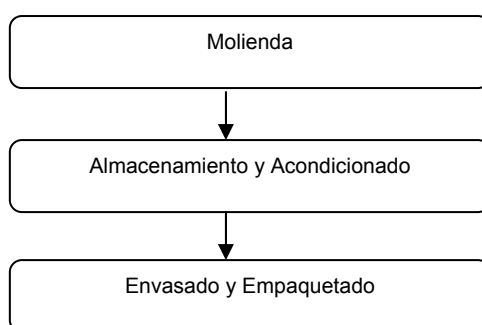 Molienda
Almacenamiento y Acondicionado
Envasado y Empaquetado